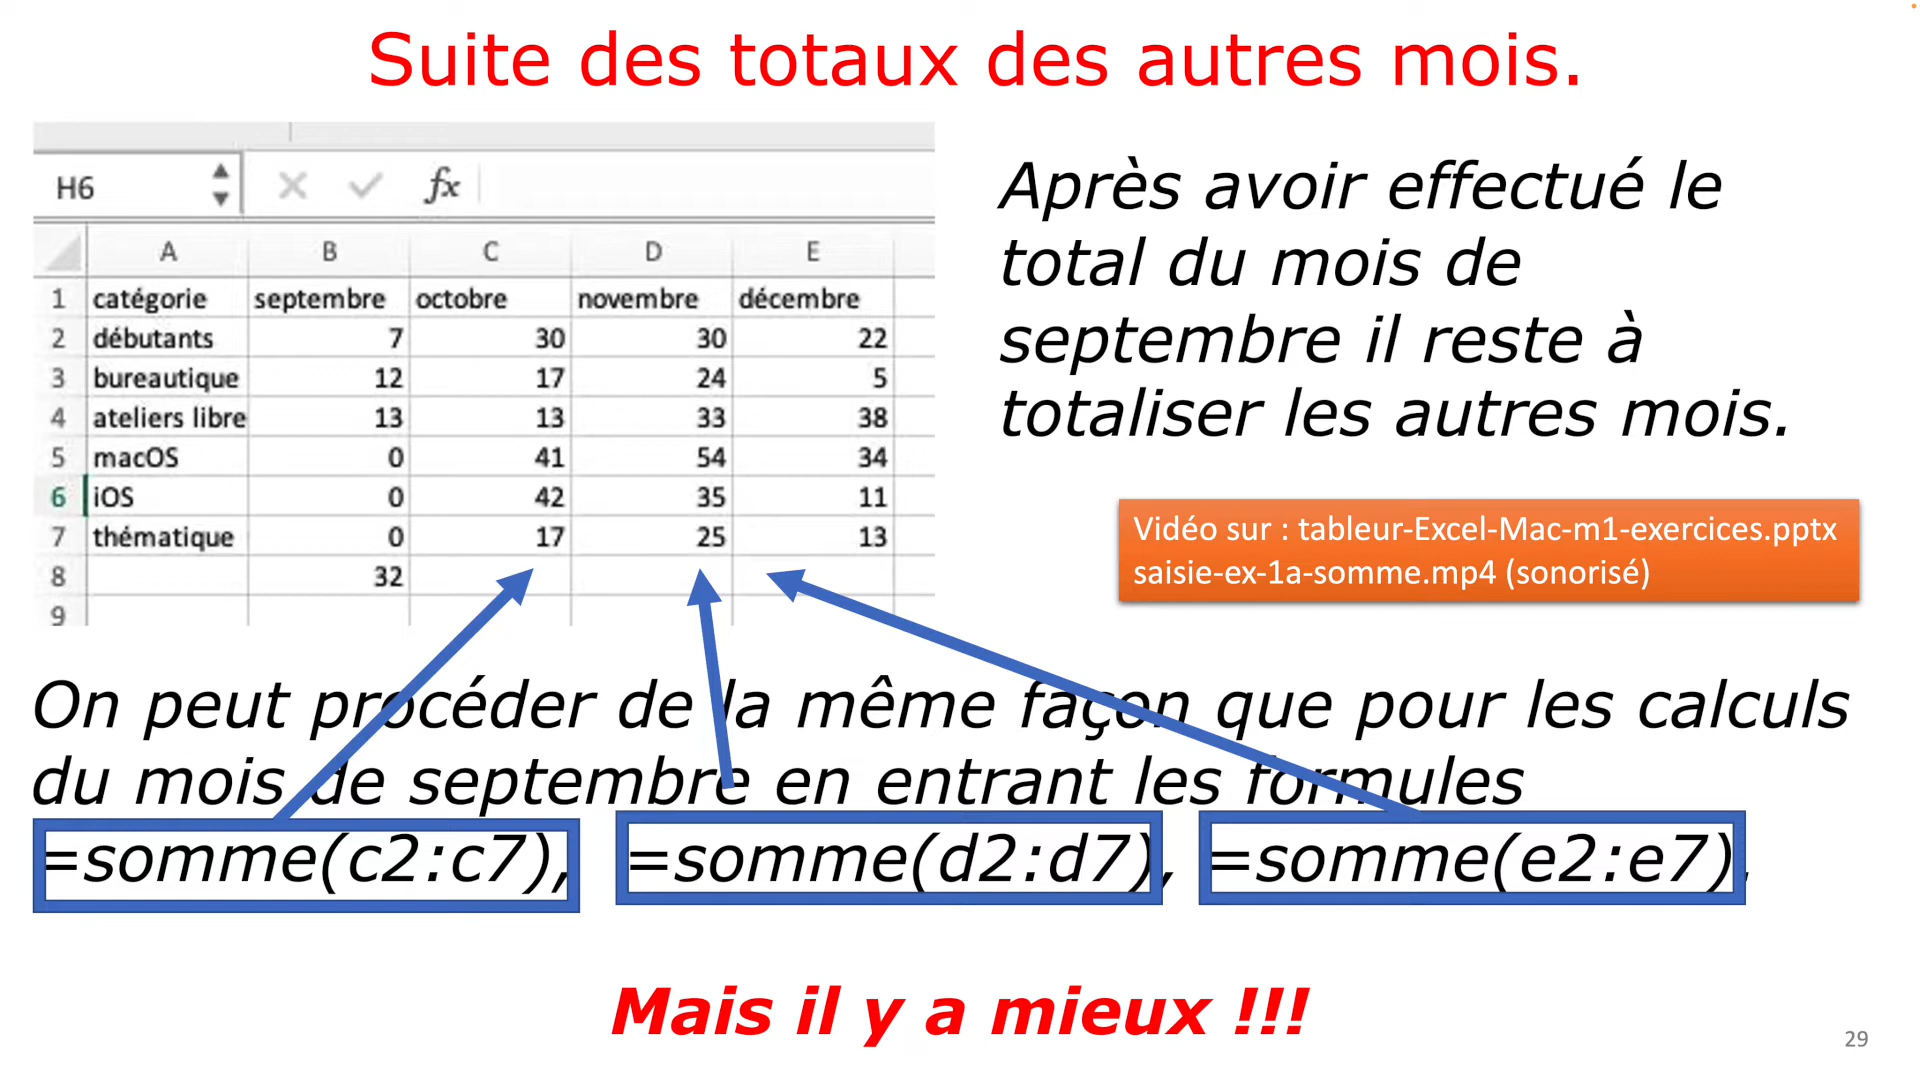 Suite des totaux des autres mois.
H6 fx
A B C D E
1 catégorie septembre octobre novembre décembre
2 débutants 7 30 30 22
3 bureautique 12 17 24 5
4 ateliers libre 13 13 33 38
5 macOS 0 41 54 34
6 iOS 0 42 35 11
7 thématique 0 17 25 13
8 32
9
Après avoir effectué le
total du mois de
septembre il reste à
totaliser les autres mois.
Vidéo sur : tableur-Excel-Mac-m1-exercices.pptx
saisie-ex-1a-somme.mp4 (sonorisé)
On peut procéder de la même façon que pour les calculs
du mois de septembre en entrant les formules
=somme(c2:c7), =somme(d2:d7), =somme(e2:e7).
Mais il y a mieux !!!
29